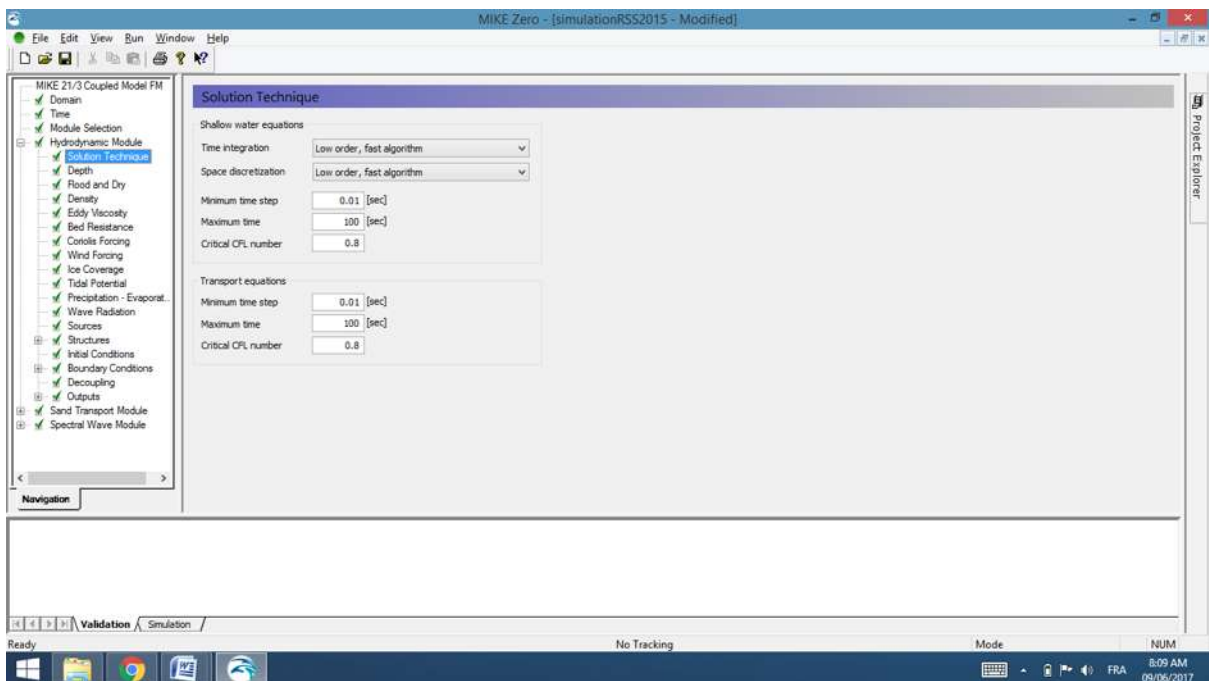 MIKE Zero - [simulationRSS2015 - Modified]
File Edit View Run Window Help
MIKE 21/3 Coupled Model FM
Domain
Time
Module Selection
Hydrodynamic Module
Solution Technique
Depth
Flood and Dry
Density
Eddy Viscosity
Bed Resistance
Coriolis Forcing
Wind Forcing
Ice Coverage
Tidal Potential
Precipitation - Evaporat..
Wave Radiation
Sources
Structures
Initial Conditions
Boundary Conditions
Decoupling
Outputs
Sand Transport Module
Spectral Wave Module
Navigation
Solution Technique
Shallow water equations
Time integration Low order, fast algorithm
Space discretization Low order, fast algorithm
Minimum time step 0.01 [sec]
Maximum time 100 [sec]
Critical CFL number 0.8
Transport equations
Minimum time step 0.01 [sec]
Maximum time 100 [sec]
Critical CFL number 0.8
Project Explorer
Validation Simulation
Ready No Tracking Mode NUM
FRA 8:09 AM
09/06/2017